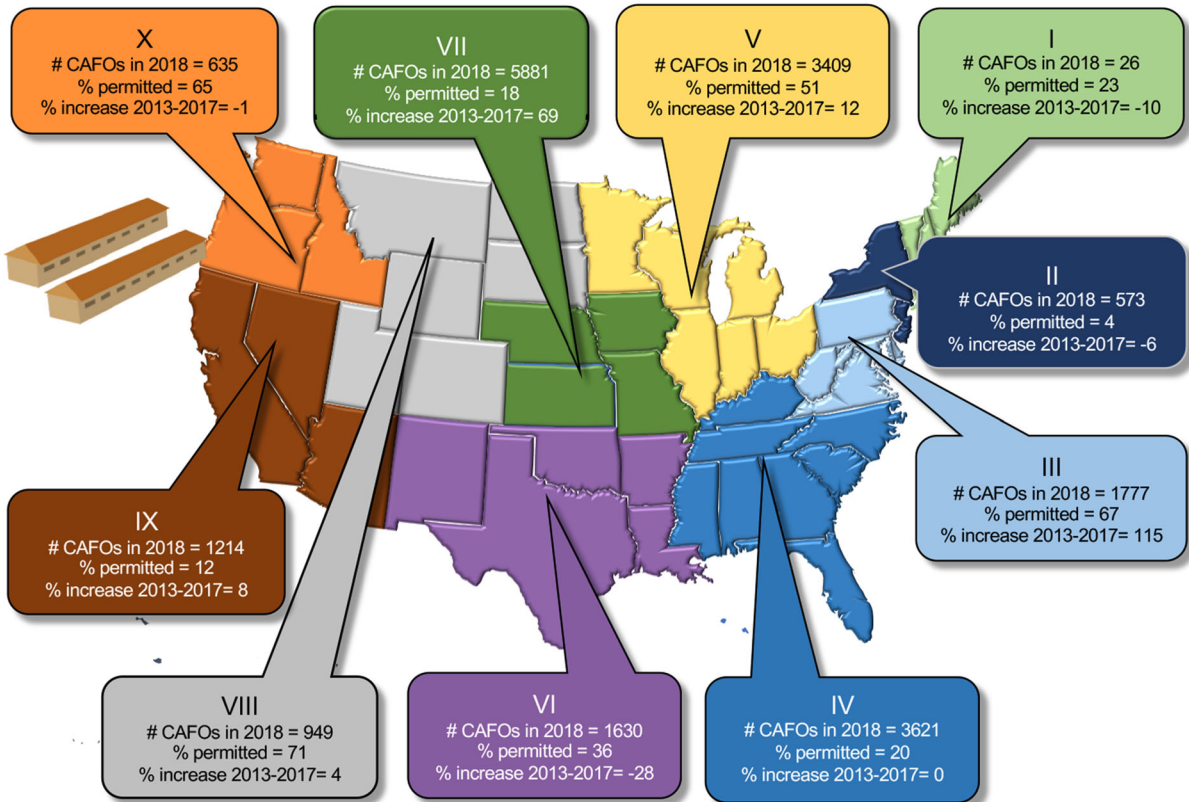 X
# CAFOs in 2018 = 635
% permitted = 65
% increase 2013-2017= -1
VII
# CAFOs in 2018 = 5881
% permitted = 18
% increase 2013-2017= 69
V
# CAFOs in 2018 = 3409
% permitted = 51
% increase 2013-2017= 12
I
# CAFOs in 2018 = 26
% permitted = 23
% increase 2013-2017= -10
II
# CAFOs in 2018 = 573
% permitted = 4
% increase 2013-2017= -6
III
# CAFOs in 2018 = 1777
% permitted = 67
% increase 2013-2017= 115
IX
# CAFOs in 2018 = 1214
% permitted = 12
% increase 2013-2017= 8
VIII
# CAFOs in 2018 = 949
% permitted = 71
% increase 2013-2017= 4
VI
# CAFOs in 2018 = 1630
% permitted = 36
% increase 2013-2017= -28
IV
# CAFOs in 2018 = 3621
% permitted = 20
% increase 2013-2017= 0